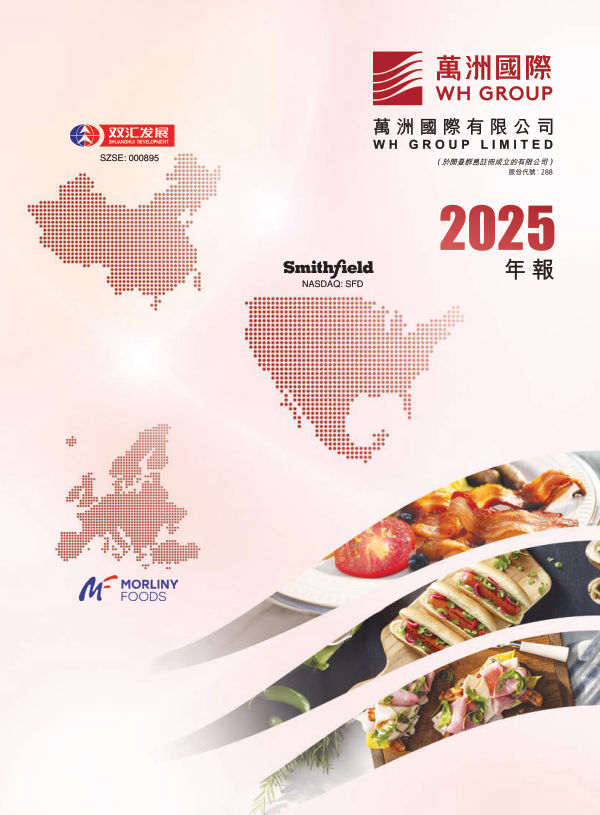 萬洲國際
WH GROUP
萬洲國際有限公司
WH GROUP LIMITED
(於開曼群島註冊成立的有限公司)
股份代號：288
双汇发展
SHUANGHUI DEVELOPMENT
SZSE: 000895
2025
年報
Smithfield
NASDAQ: SFD
MORLINY
FOODS